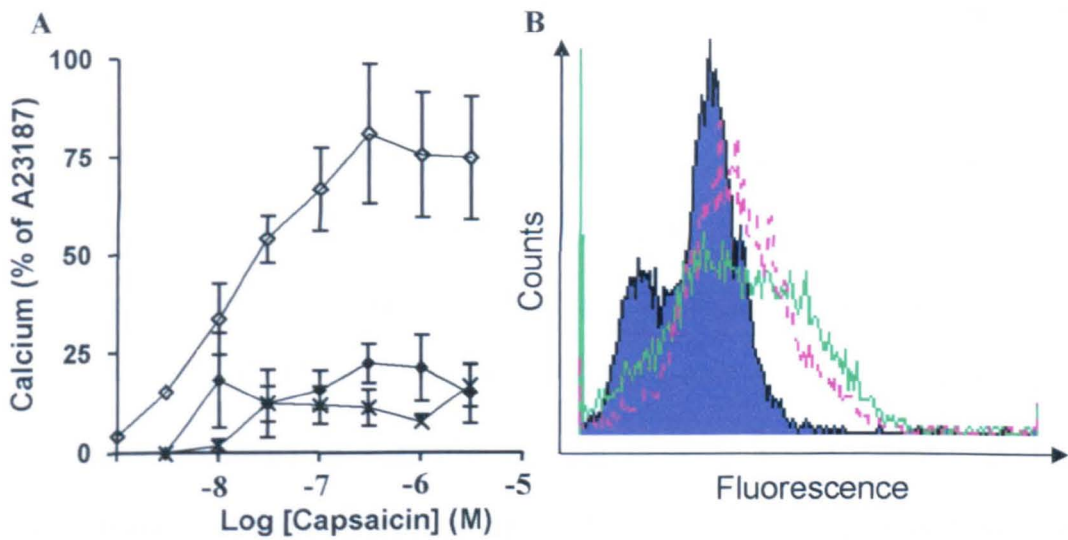 A
B
Calcium (% of A23187)
100
75
50
25
0
-8 -7 -6 -5
Log [Capsaicin] (M)
Counts
Fluorescence